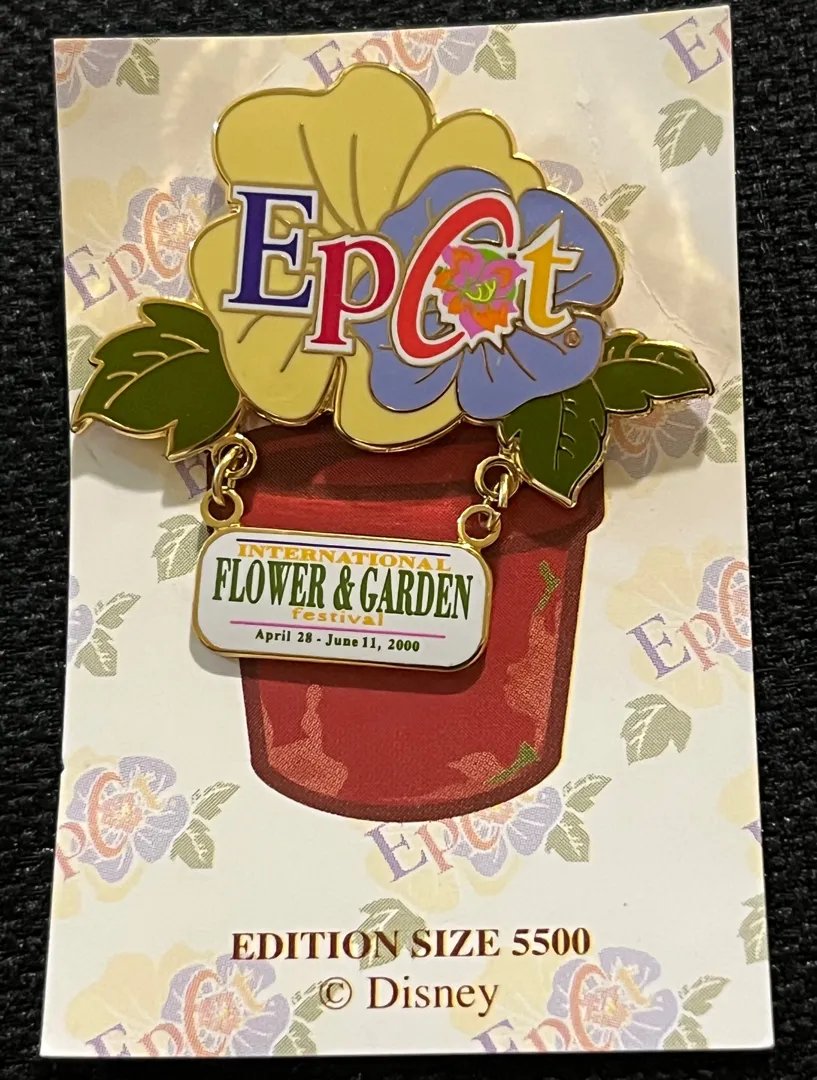 Epcot®
INTERNATIONAL
FLOWER & GARDEN
festival
April 28 - June 11, 2000
EDITION SIZE 5500
© Disney